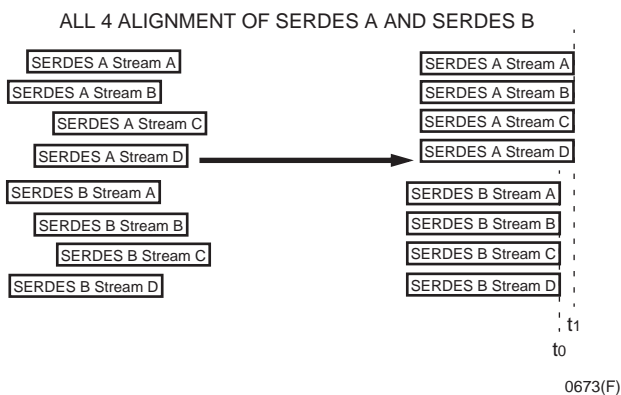 ALL 4 ALIGNMENT OF SERDES A AND SERDES B
SERDES A Stream A
SERDES A Stream B
SERDES A Stream C
SERDES A Stream D
SERDES B Stream A
SERDES B Stream B
SERDES B Stream C
SERDES B Stream D
SERDES A Stream A
SERDES A Stream B
SERDES A Stream C
SERDES A Stream D
SERDES B Stream A
SERDES B Stream B
SERDES B Stream C
SERDES B Stream D
t1
t0
0673(F)